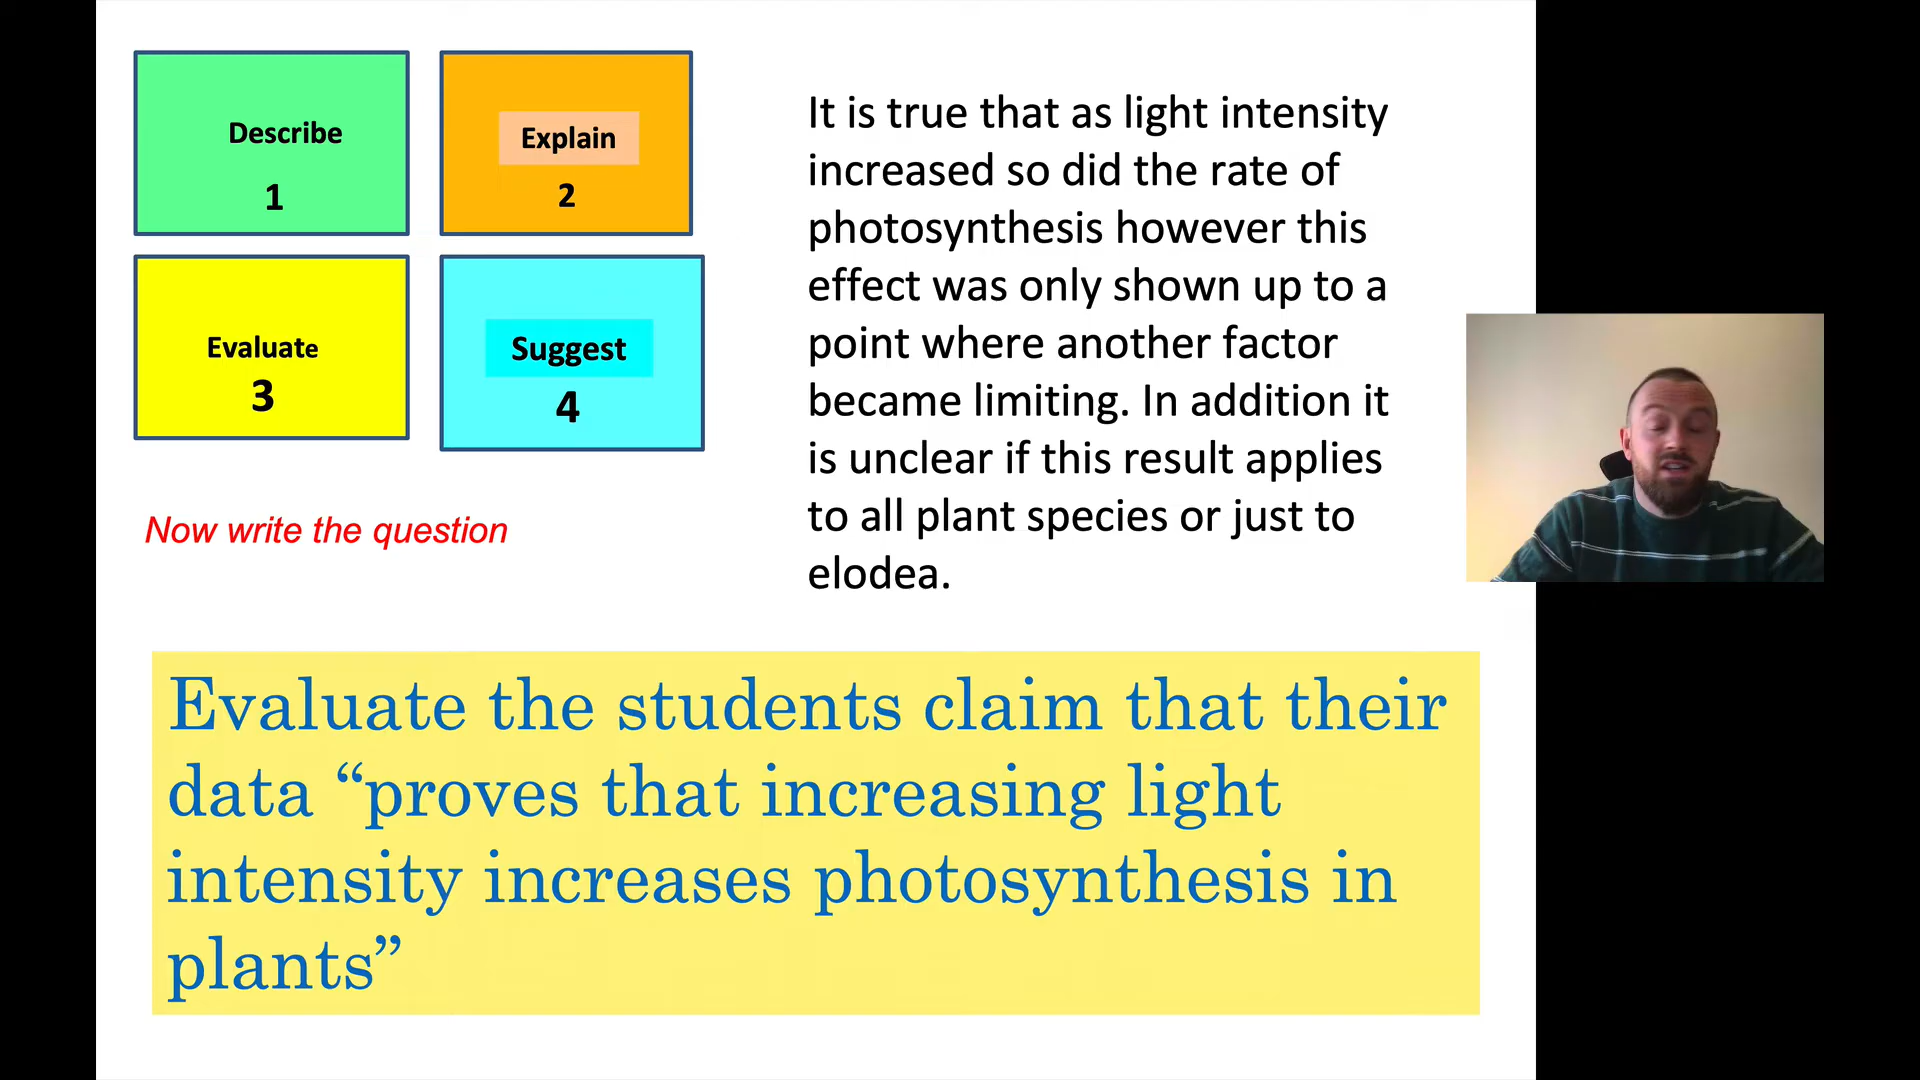 Describe
1
Explain
2
Evaluate
3
Suggest
4
Now write the question
It is true that as light intensity
increased so did the rate of
photosynthesis however this
effect was only shown up to a
point where another factor
became limiting. In addition it
is unclear if this result applies
to all plant species or just to
elodea.
Evaluate the students claim that their
data “proves that increasing light
intensity increases photosynthesis in
plants”